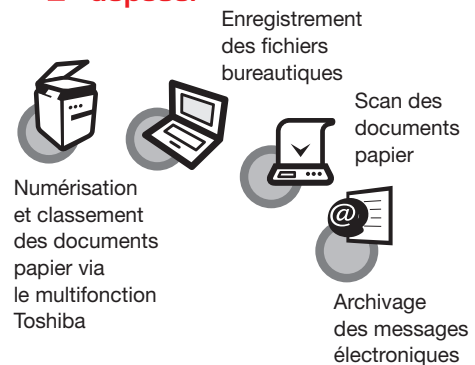 Enregistrement
des fichiers
bureautiques
Scan des
documents
papier
Numérisation
et classement
des documents
papier via
le multifonction
Toshiba
@
Archivage
des messages
électroniques